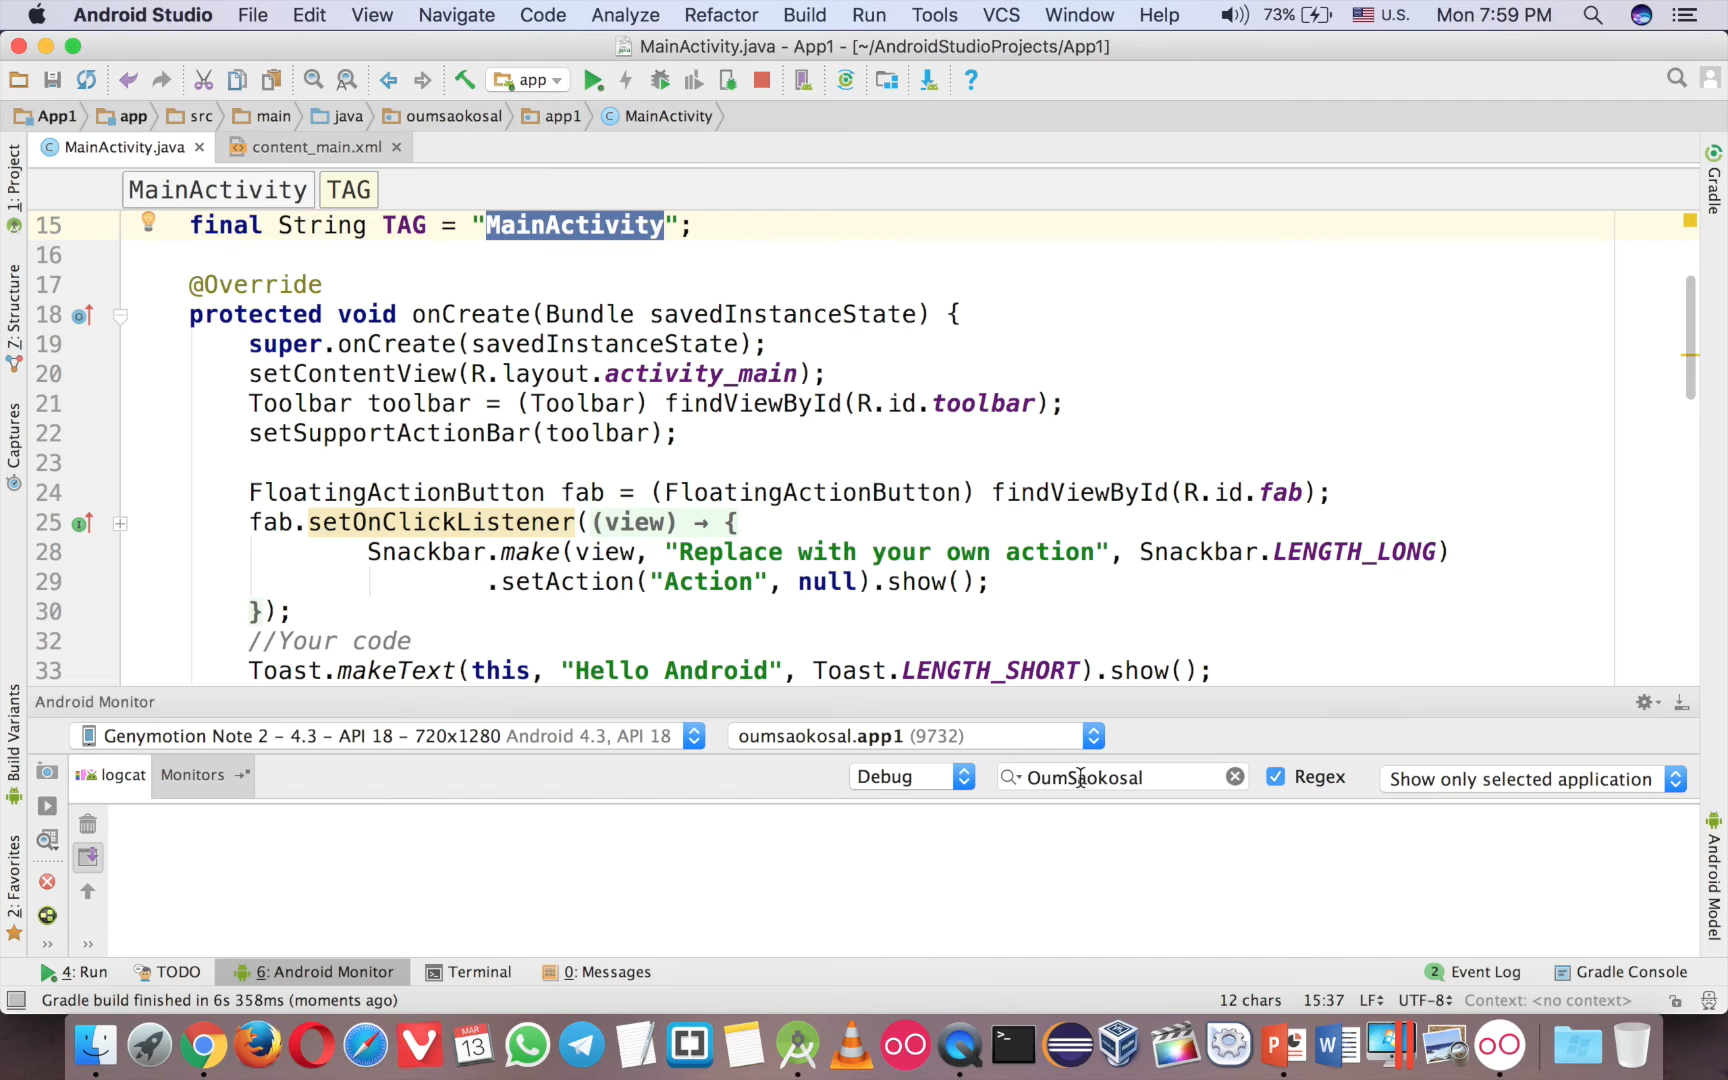 Android Studio File Edit View Navigate Code Analyze Refactor Build Run Tools VCS Window Help 73% U.S. Mon 7:59 PM
MainActivity.java - App1 - [~/AndroidStudioProjects/App1]
app
App1 app src main java oumsaokosal app1 MainActivity
MainActivity.java content_main.xml
MainActivity TAG
15 final String TAG = "MainActivity";
16
17 @Override
18 protected void onCreate(Bundle savedInstanceState) {
19 super.onCreate(savedInstanceState);
20 setContentView(R.layout.activity_main);
21 Toolbar toolbar = (Toolbar) findViewById(R.id.toolbar);
22 setSupportActionBar(toolbar);
23
24 FloatingActionButton fab = (FloatingActionButton) findViewById(R.id.fab);
25 fab.setOnClickListener((view) → {
28 Snackbar.make(view, "Replace with your own action", Snackbar.LENGTH_LONG)
29 .setAction("Action", null).show();
30 });
32 //Your code
33 Toast.makeText(this, "Hello Android", Toast.LENGTH_SHORT).show();
1: Project
Z: Structure
Captures
Build Variants
2: Favorites
Gradle
Android Model
Android Monitor
Genymotion Note 2 - 4.3 - API 18 - 720x1280 Android 4.3, API 18 oumsaokosal.app1 (9732)
logcat Monitors Debug OumSaokosal Regex Show only selected application
4: Run TODO 6: Android Monitor Terminal 0: Messages 2 Event Log Gradle Console
Gradle build finished in 6s 358ms (moments ago) 12 chars 15:37 LF UTF-8 Context: <no context>
MAR
13